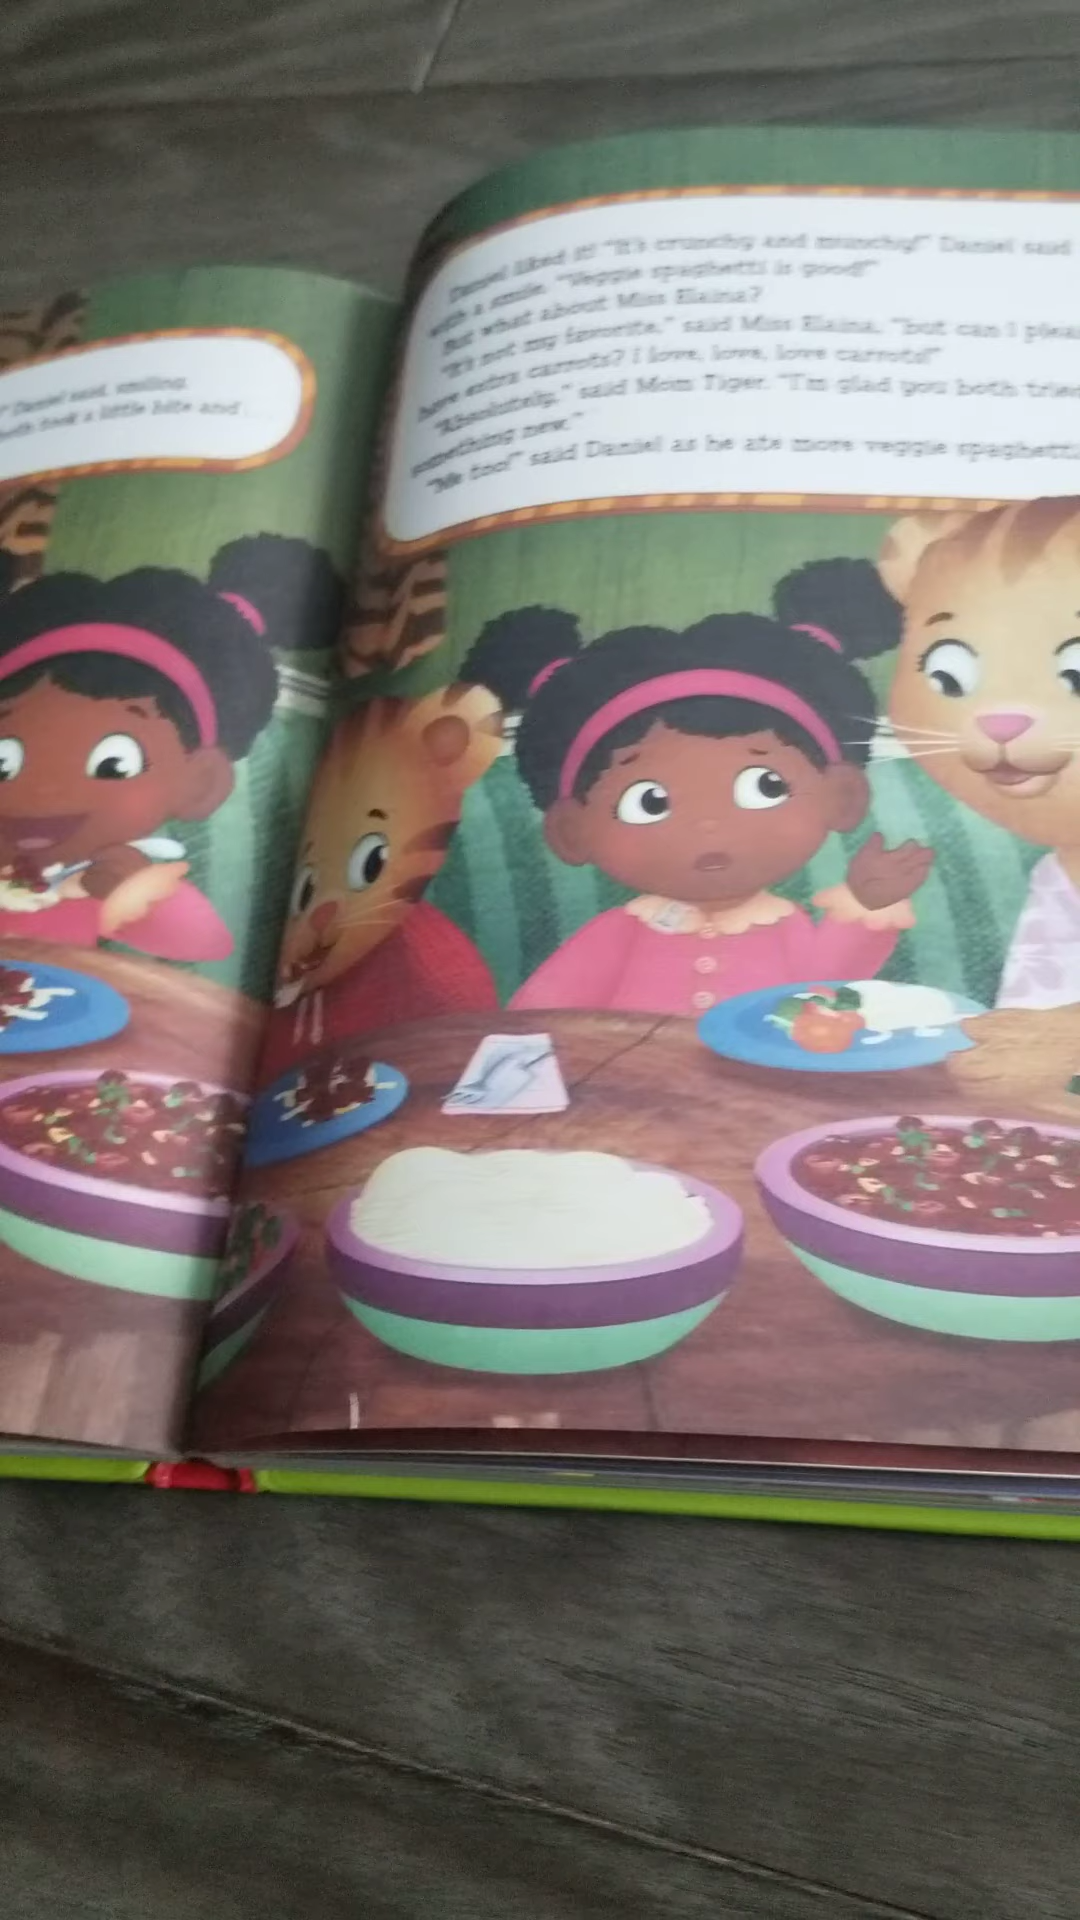 Daniel said, smiling.
both took a little bite and . . .
Daniel liked it! "It's crunchy and munchy!" Daniel said
with a smile. "Veggie spaghetti is good!"
But what about Miss Elaina?
"It's not my favorite," said Miss Elaina, "but can I plea
have extra carrots? I love, love, love carrots!"
"Absolutely," said Mom Tiger. "I'm glad you both tried
something new."
"Me too!" said Daniel as he ate more veggie spaghetti.